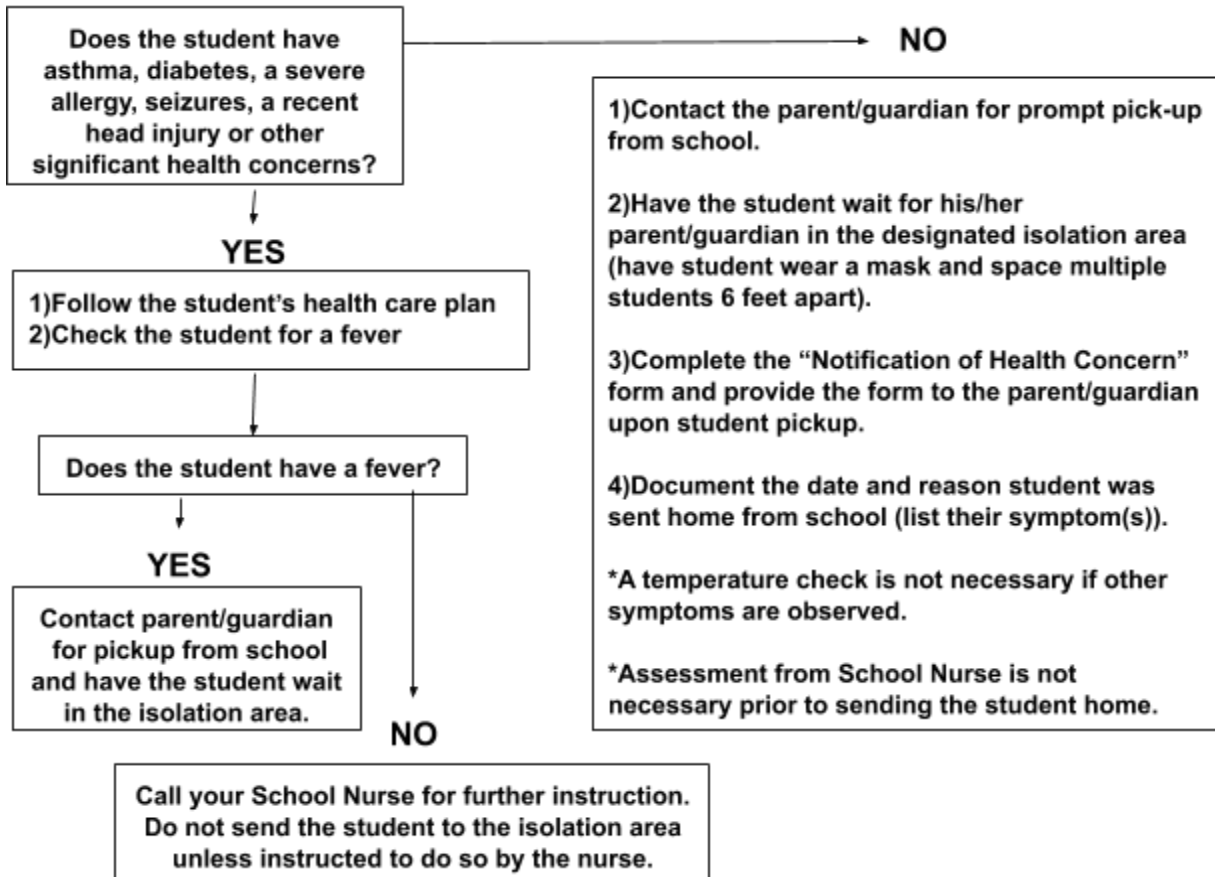 Does the student have
asthma, diabetes, a severe
allergy, seizures, a recent
head injury or other
significant health concerns?
NO
1)Contact the parent/guardian for prompt pick-up
from school.
2)Have the student wait for his/her
parent/guardian in the designated isolation area
(have student wear a mask and space multiple
students 6 feet apart).
3)Complete the “Notification of Health Concern”
form and provide the form to the parent/guardian
upon student pickup.
4)Document the date and reason student was
sent home from school (list their symptom(s)).
*A temperature check is not necessary if other
symptoms are observed.
*Assessment from School Nurse is not
necessary prior to sending the student home.
YES
1)Follow the student’s health care plan
2)Check the student for a fever
Does the student have a fever?
YES
Contact parent/guardian
for pickup from school
and have the student wait
in the isolation area.
NO
Call your School Nurse for further instruction.
Do not send the student to the isolation area
unless instructed to do so by the nurse.